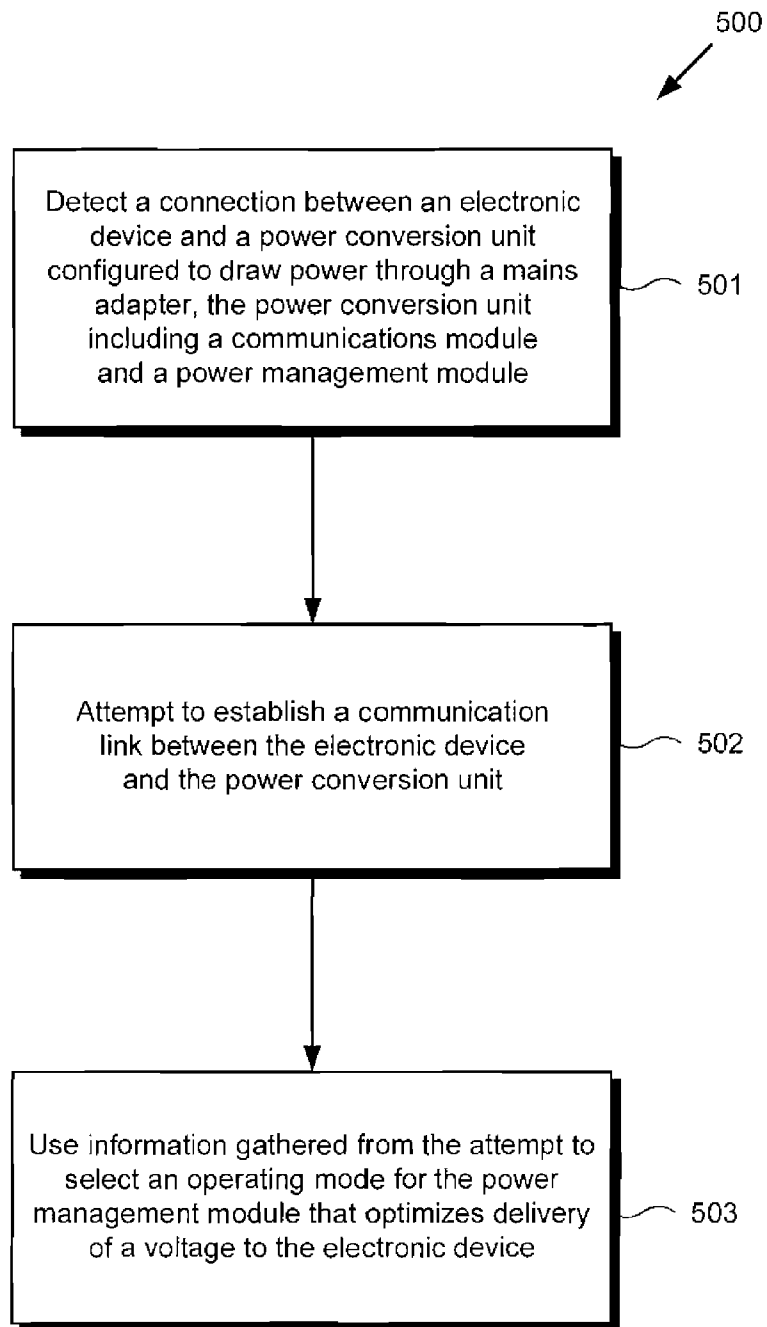 500
Detect a connection between an electronic
device and a power conversion unit
configured to draw power through a mains
adapter, the power conversion unit
including a communications module
and a power management module
501
Attempt to establish a communication
link between the electronic device
and the power conversion unit
502
Use information gathered from the attempt to
select an operating mode for the power
management module that optimizes delivery
of a voltage to the electronic device
503